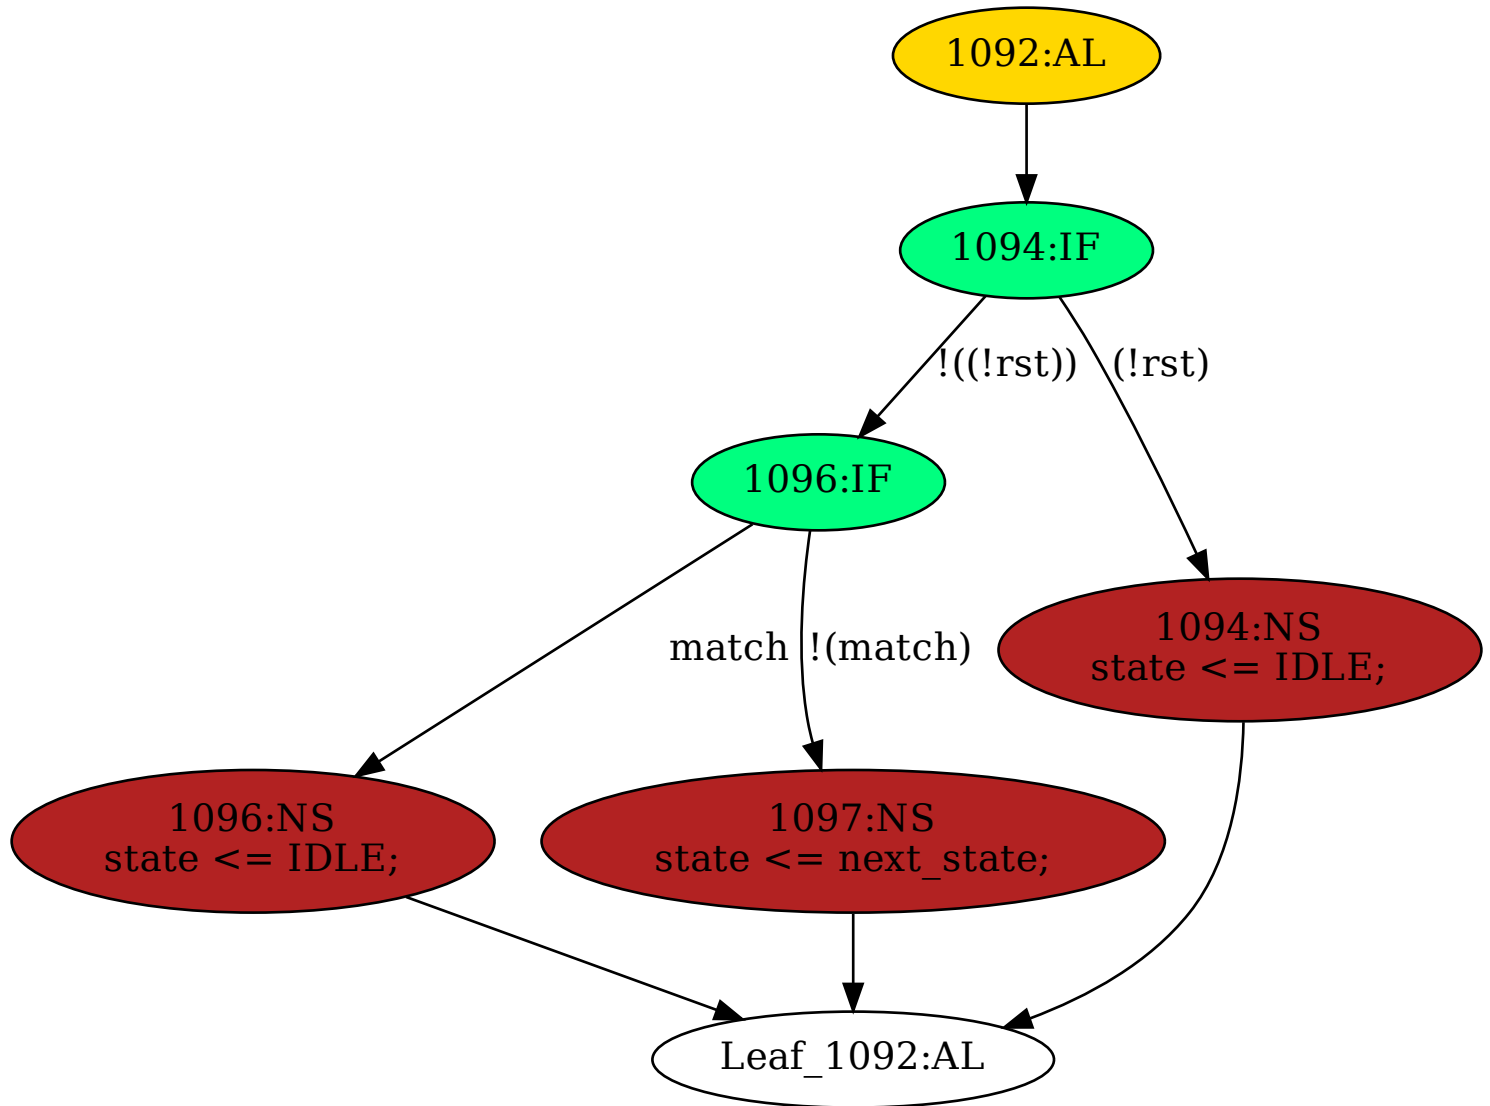 1092:AL
1094:IF
!((!rst))
(!rst)
1096:IF
match
!(match)
1094:NS
state <= IDLE;
1096:NS
state <= IDLE;
1097:NS
state <= next_state;
Leaf_1092:AL